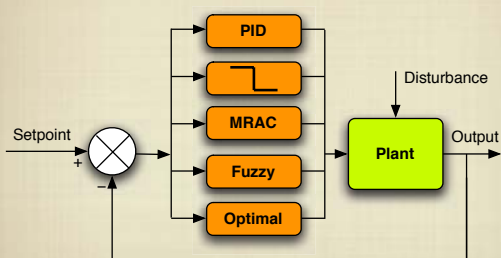 PID
Disturbance
Setpoint
+
MRAC
Output
Plant
−
Fuzzy
Optimal